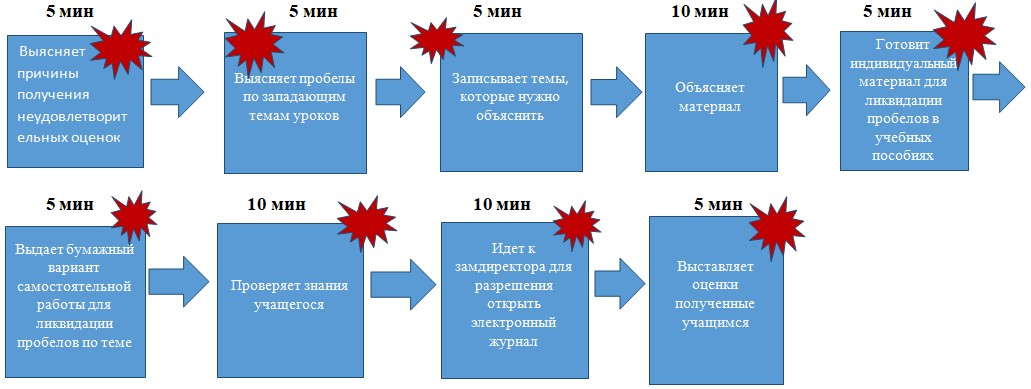 5 мин
5 мин
5 мин
10 мин
5 мин
Выясняет
причины
получения
неудовлетворит
ельных оценок
Выясняет пробелы
по западающим
темам уроков
Записывает темы,
которые нужно
объяснить
Объясняет
материал
Готовит
индивидуальный
материал для
ликвидации
пробелов в
учебных
пособиях
5 мин
10 мин
10 мин
5 мин
Выдает бумажный
вариант
самостоятельной
работы для
ликвидации
пробелов по теме
Проверяет знания
учащегося
Идет к
замдиректора для
разрешения
открыть
электронный
журнал
Выставляет
оценки
полученные
учащимся